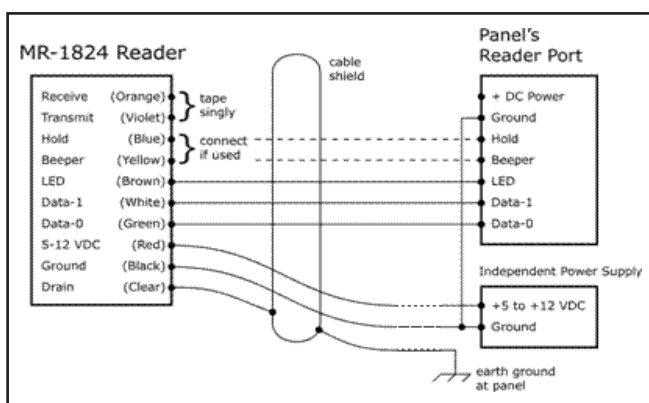 MR-1824 Reader
Receive (Orange)
Transmit (Violet)
Hold (Blue)
Beeper (Yellow)
LED (Brown)
Data-1 (White)
Data-0 (Green)
5-12 VDC (Red)
Ground (Black)
Drain (Clear)
tape
singly
connect
if used
cable
shield
Panel's
Reader Port
+ DC Power
Ground
Hold
Beeper
LED
Data-1
Data-0
Independent Power Supply
+5 to +12 VDC
Ground
earth ground
at panel